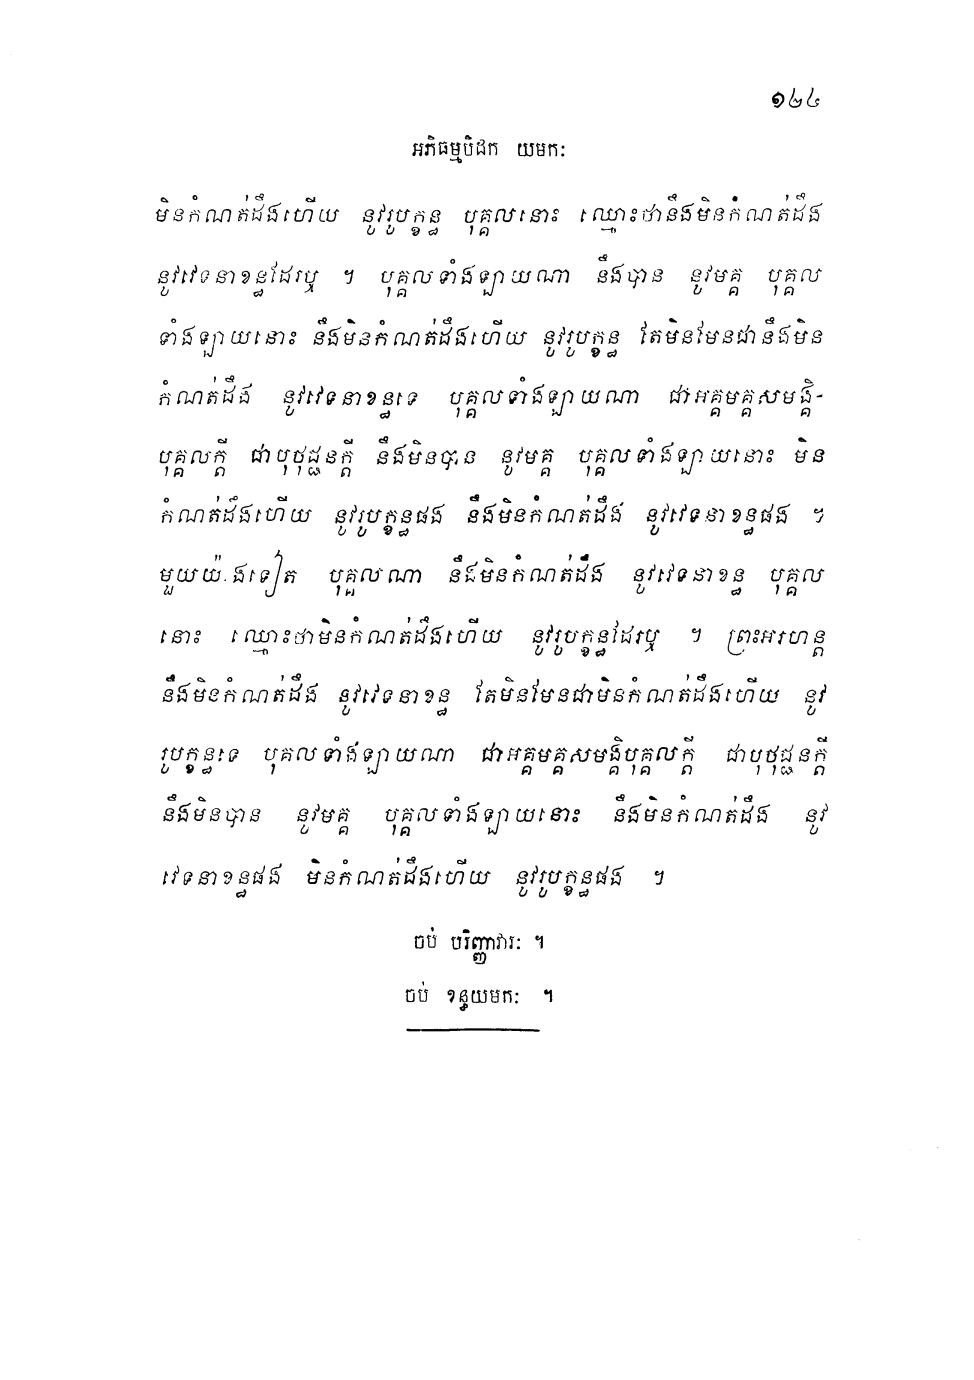 ១២៤
អភិធម្មបិដក យមកៈ
មិនកំណត់ដឹងហើយ នូវរូបក្ខន្ធ បុគ្គលនោះ ឈ្មោះថានឹងមិនកំណត់ដឹង
នូវវេទនាខន្ធដែរឬ ។ បុគ្គលទាំងឡាយណា នឹងបាន នូវមគ្គ បុគ្គល
ទាំងឡាយនោះ នឹងមិនកំណត់ដឹងហើយ នូវរូបក្ខន្ធ តែមិនមែនជានឹងមិន
កំណត់ដឹង នូវវេទនាខន្ធទេ បុគ្គលទាំងឡាយណា ជាអគ្គមគ្គសមង្គិ-
បុគ្គលក្តី ជាបុថុជ្ជនក្តី នឹងមិនបាន នូវមគ្គ បុគ្គលទាំងឡាយនោះ មិន
កំណត់ដឹងហើយ នូវរូបក្ខន្ធផង នឹងមិនកំណត់ដឹង នូវវេទនាខន្ធផង ។
មួយយ៉ាងទៀត បុគ្គលណា នឹងមិនកំណត់ដឹង នូវវេទនាខន្ធ បុគ្គល
នោះ ឈ្មោះថាមិនកំណត់ដឹងហើយ នូវរូបក្ខន្ធដែរឬ ។ ព្រះអរហន្ត
នឹងមិនកំណត់ដឹង នូវវេទនាខន្ធ តែមិនមែនជាមិនកំណត់ដឹងហើយ នូវ
រូបក្ខន្ធទេ បុគ្គលទាំងឡាយណា ជាអគ្គមគ្គសមង្គិបុគ្គលក្តី ជាបុថុជ្ជនក្តី
នឹងមិនបាន នូវមគ្គ បុគ្គលទាំងឡាយនោះ នឹងមិនកំណត់ដឹង នូវ
វេទនាខន្ធផង មិនកំណត់ដឹងហើយ នូវរូបក្ខន្ធផង ។
ចប់ បរិញ្ញាវារៈ ។
ចប់ ខន្ធយមកៈ ។